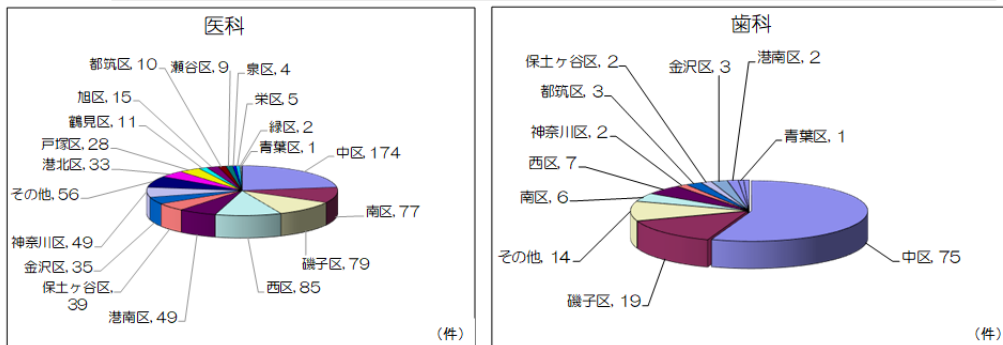 医科
都筑区, 10
瀬谷区, 9
泉区, 4
旭区, 15
栄区, 5
鶴見区, 11
緑区, 2
戸塚区, 28
青葉区, 1
港北区, 33
中区, 174
その他, 56
南区, 77
神奈川区, 49
磯子区, 79
金沢区, 35
西区, 85
保土ヶ谷区,
39
港南区, 49
(件)
歯科
保土ヶ谷区, 2
金沢区, 3
港南区, 2
都筑区, 3
神奈川区, 2
青葉区, 1
西区, 7
南区, 6
その他, 14
中区, 75
磯子区, 19
(件)